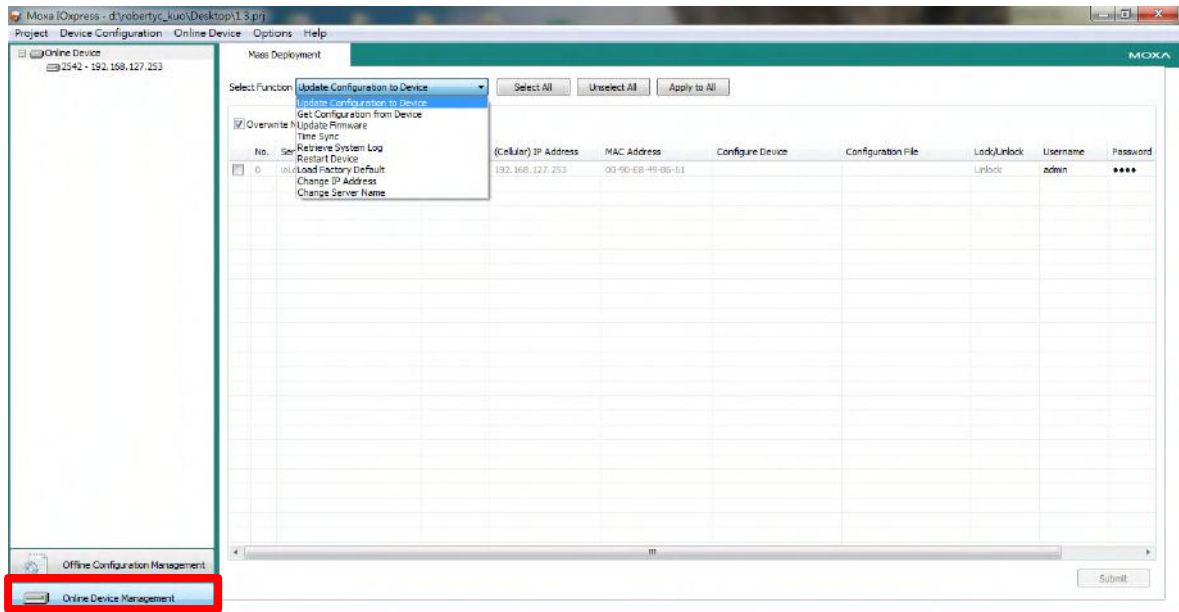 Moxa IOxpress - d:\robertyc_kuo\Desktop\1.3.prj
Project Device Configuration Online Device Options Help
Online Device
2542 - 192.168.127.253
Mass Deployment
MOXA
Select Function Update Configuration to Device Select All Unselect All Apply to All
Update Configuration to Device
Get Configuration from Device
Overwrite
Update Firmware
Time Sync
Retrieve System Log
Restart Device
Load Factory Default
Change IP Address
Change Server Name
No. Ser (Cellular) IP Address MAC Address Configure Device Configuration File Lock/Unlock Username Password
0 192.168.127.253 00-90-E8-49-B6-51 Unlock admin ●●●●
Offline Configuration Management
Online Device Management
Submit